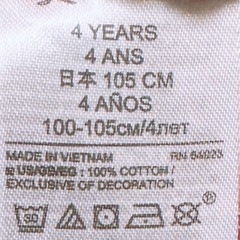 4 YEARS
4 ANS
日本 105 CM
4 AÑOS
100-105см/4лет
MADE IN VIETNAM RN 54023
US/GB/EG : 100% COTTON /
EXCLUSIVE OF DECORATION